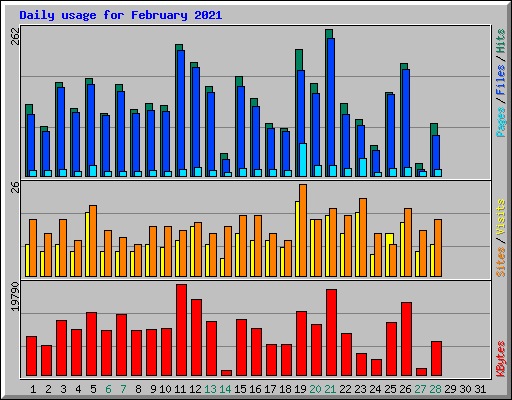 Daily usage for February 2021
262
Pages / Files / Hits
26
Sites / Visits
19790
KBytes
1 2 3 4 5 6 7 8 9 10 11 12 13 14 15 16 17 18 19 20 21 22 23 24 25 26 27 28 29 30 31